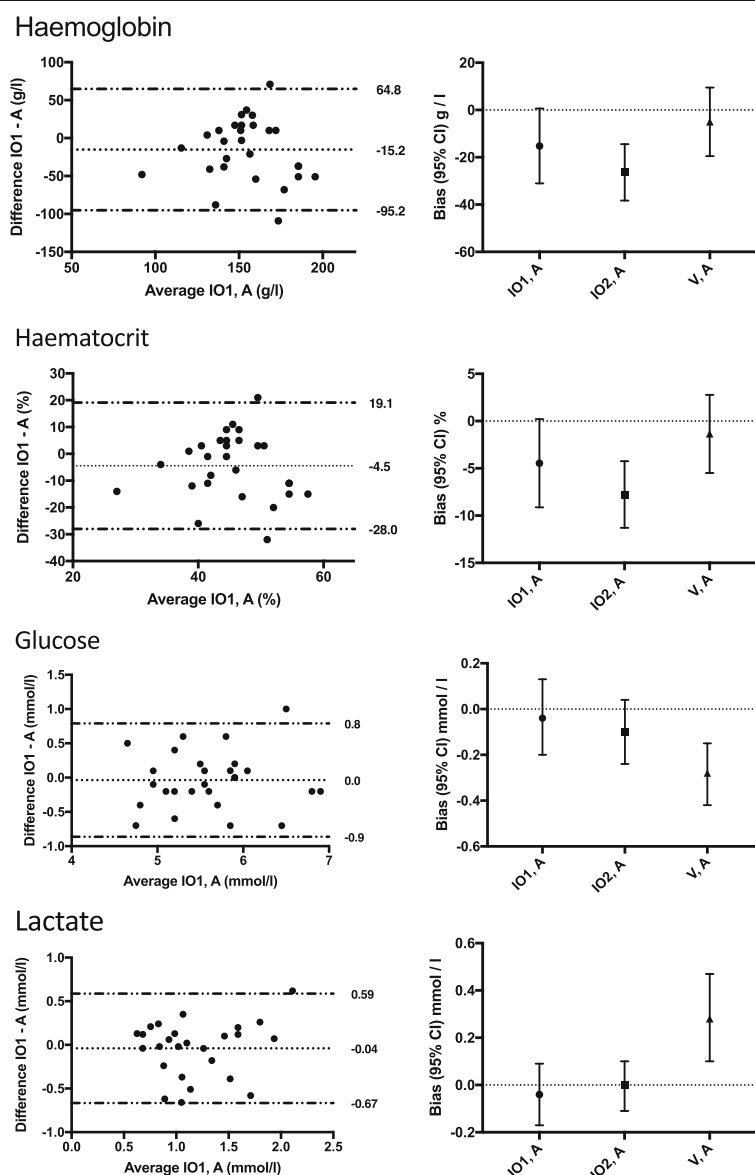 Haemoglobin
Difference IO1 - A (g/l)
100
50
0
-50
-100
-150
64.8
-15.2
-95.2
50
100
150
200
Average IO1, A (g/l)
Bias (95% CI) g / l
20
0
-20
-40
-60
IO1, A
IO2, A
V, A
Haematocrit
Difference IO1 - A (%)
30
20
10
0
-10
-20
-30
-40
19.1
-4.5
-28.0
20
40
60
Average IO1, A (%)
Bias (95% CI) %
5
0
-5
-10
-15
IO1, A
IO2, A
V, A
Glucose
Difference IO1 - A (mmol/l)
1.5
1.0
0.5
0.0
-0.5
-1.0
0.8
0.0
-0.9
4
5
6
7
Average IO1, A (mmol/l)
Bias (95% CI) mmol / l
0.2
0.0
-0.2
-0.4
-0.6
IO1, A
IO2, A
V, A
Lactate
Difference IO1 - A (mmol/l)
1.0
0.5
0.0
-0.5
-1.0
0.59
-0.04
-0.67
0.0
0.5
1.0
1.5
2.0
2.5
Average IO1, A (mmol/l)
Bias (95% CI) mmol / l
0.6
0.4
0.2
0.0
-0.2
IO1, A
IO2, A
V, A